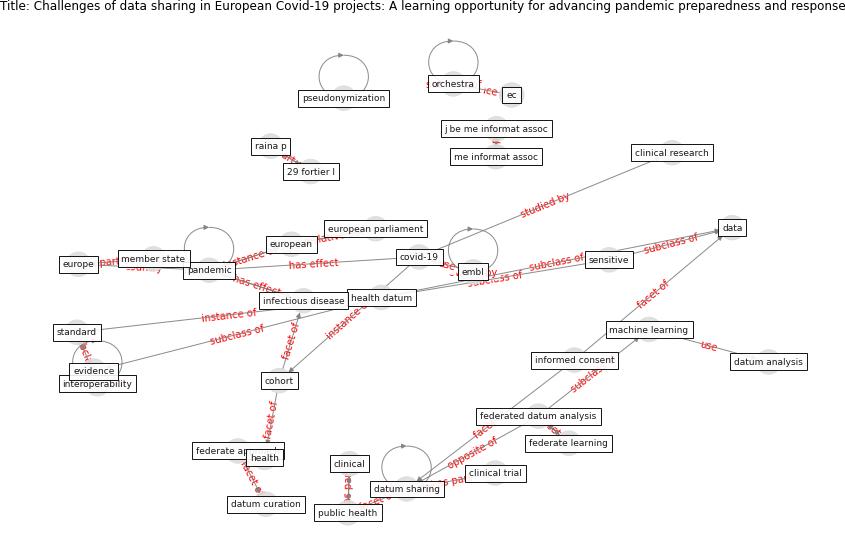 Title: Challenges of data sharing in European Covid-19 projects: A learning opportunity for advancing pandemic preparedness and response
orchestra
ec
pseudonymization
j be me informat assoc
raina p
me informat assoc
clinical research
29 fortier l
studied by
european parliament
data
european
subclass of
member state
covid-19
europe
has effect
sensitive
pandemic
subclass of
embl
subclass of
has effect
health datum
infectious disease
facet of
instance of
standard
subclass of
instance of
machine learning
facet of
use
informed consent
datum analysis
evidence
interoperability
cohort
federated datum analysis
facet of
federate learning
opposite of
health
clinical
clinical trial
datum sharing
datum curation
public health